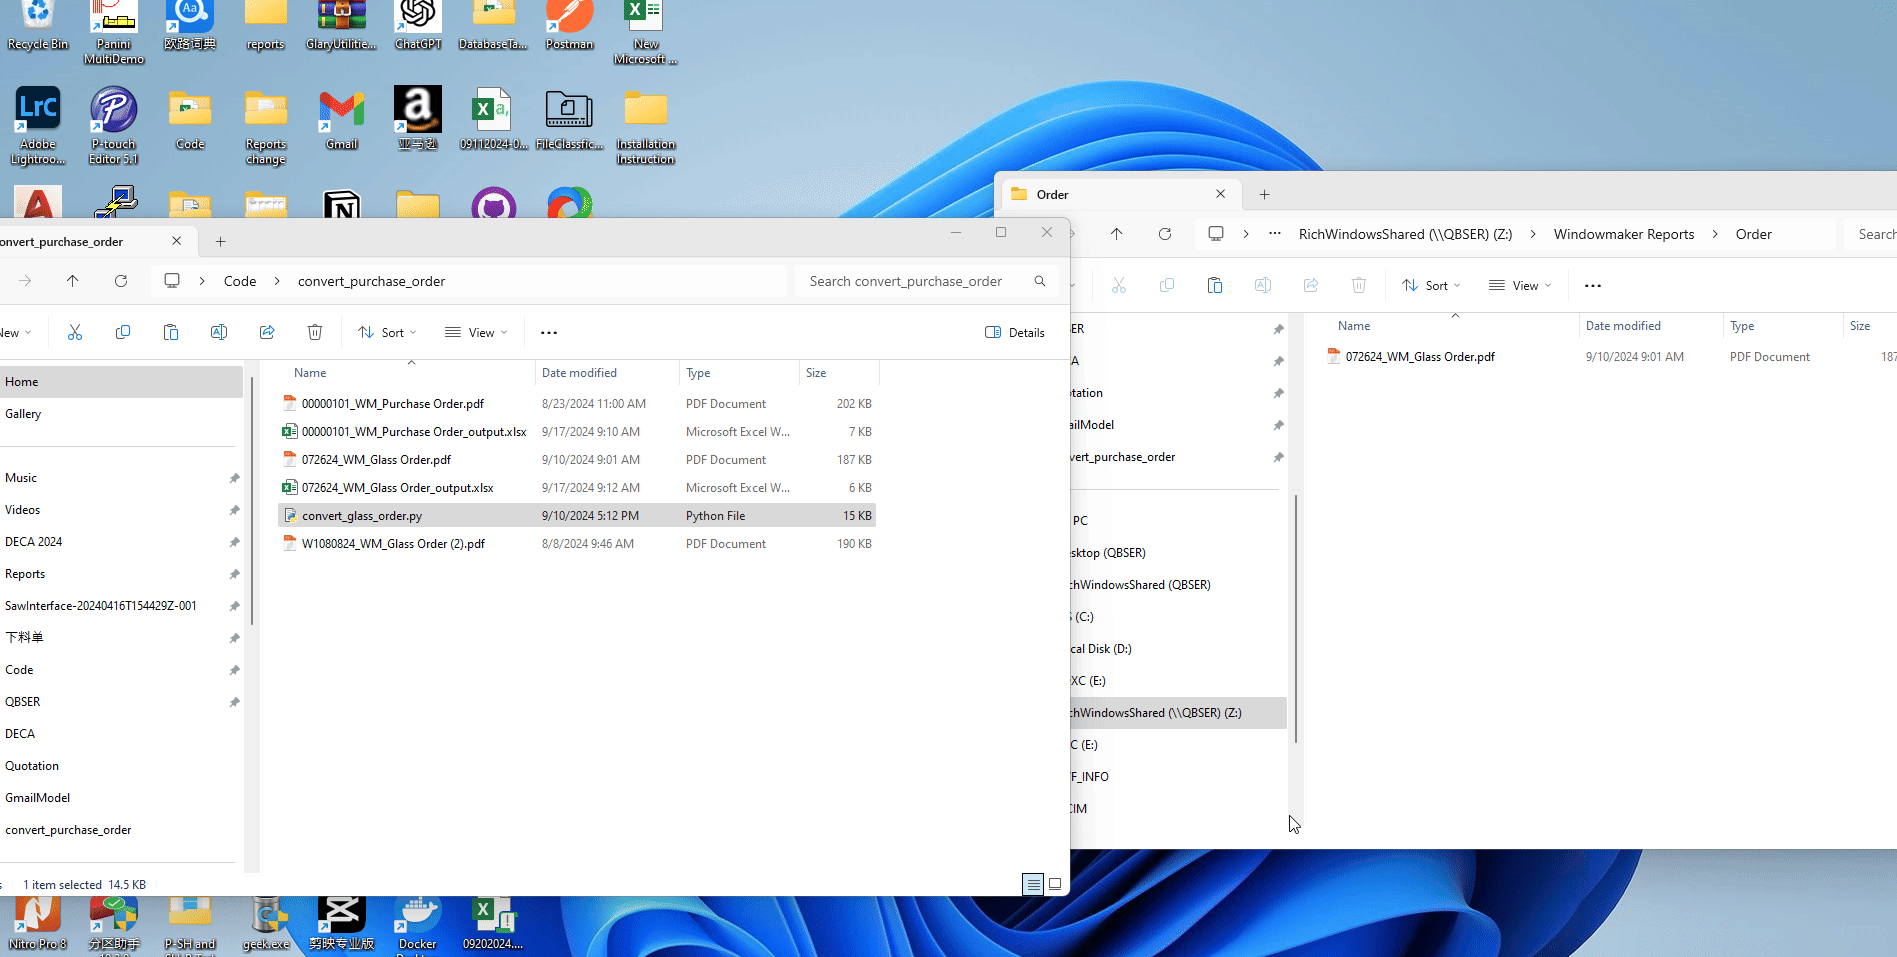 Recycle Bin
Panini MultiDemo
Aa
欧路词典
reports
GlaryUtilitie...
ChatGPT
DatabaseTa...
Postman
New Microsoft ...
LrC
Adobe Lightroo...
P-touch Editor 5.1
Code
Reports change
Gmail
亚马逊
09112024-0...
FileClassfic...
Installation Instruction
Order
RichWindowsShared (\\QBSER) (Z:)
Windowmaker Reports
Order
Search
Sort
View
Name
Date modified
Type
Size
072624_WM_Glass Order.pdf
9/10/2024 9:01 AM
PDF Document
187
SER
A
otation
ailModel
vert_purchase_order
PC
esktop (QBSER)
chWindowsShared (QBSER)
S (C:)
cal Disk (D:)
XC (E:)
chWindowsShared (\\QBSER) (Z:)
C (E:)
F_INFO
CIM
onvert_purchase_order
Code
convert_purchase_order
Search convert_purchase_order
New
Sort
View
Details
Home
Gallery
Music
Videos
DECA 2024
Reports
SawInterface-20240416T154429Z-001
下料单
Code
QBSER
DECA
Quotation
GmailModel
convert_purchase_order
Name
Date modified
Type
Size
00000101_WM_Purchase Order.pdf
8/23/2024 11:00 AM
PDF Document
202 KB
00000101_WM_Purchase Order_output.xlsx
9/17/2024 9:10 AM
Microsoft Excel W...
7 KB
072624_WM_Glass Order.pdf
9/10/2024 9:01 AM
PDF Document
187 KB
072624_WM_Glass Order_output.xlsx
9/17/2024 9:12 AM
Microsoft Excel W...
6 KB
convert_glass_order.py
9/10/2024 5:12 PM
Python File
15 KB
W1080824_WM_Glass Order (2).pdf
8/8/2024 9:46 AM
PDF Document
190 KB
s
1 item selected
14.5 KB
Nitro Pro 8
分区助手
P-SH and
geek.exe
剪映专业版
Docker
09202024....